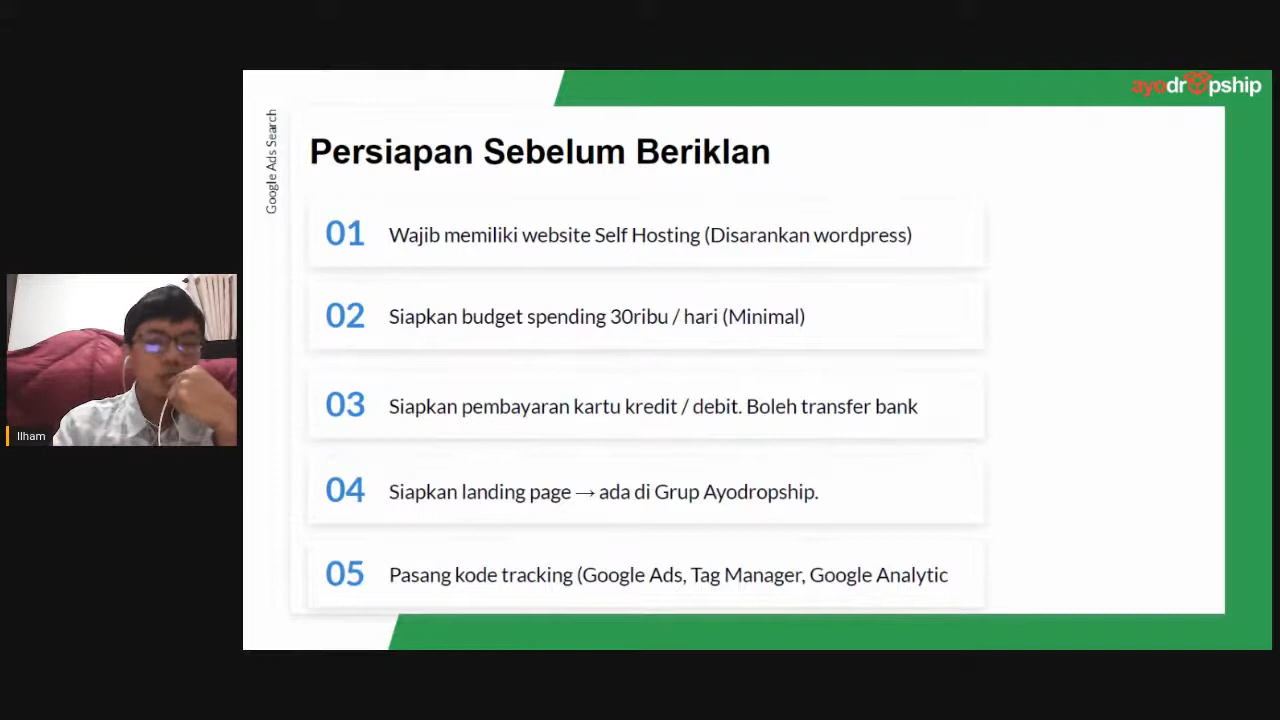 ayodropship
Google Ads Search
Persiapan Sebelum Beriklan
01 Wajib memiliki website Self Hosting (Disarankan wordpress)
02 Siapkan budget spending 30ribu / hari (Minimal)
03 Siapkan pembayaran kartu kredit / debit. Boleh transfer bank
04 Siapkan landing page → ada di Grup Ayodropship.
05 Pasang kode tracking (Google Ads, Tag Manager, Google Analytic
Ilham